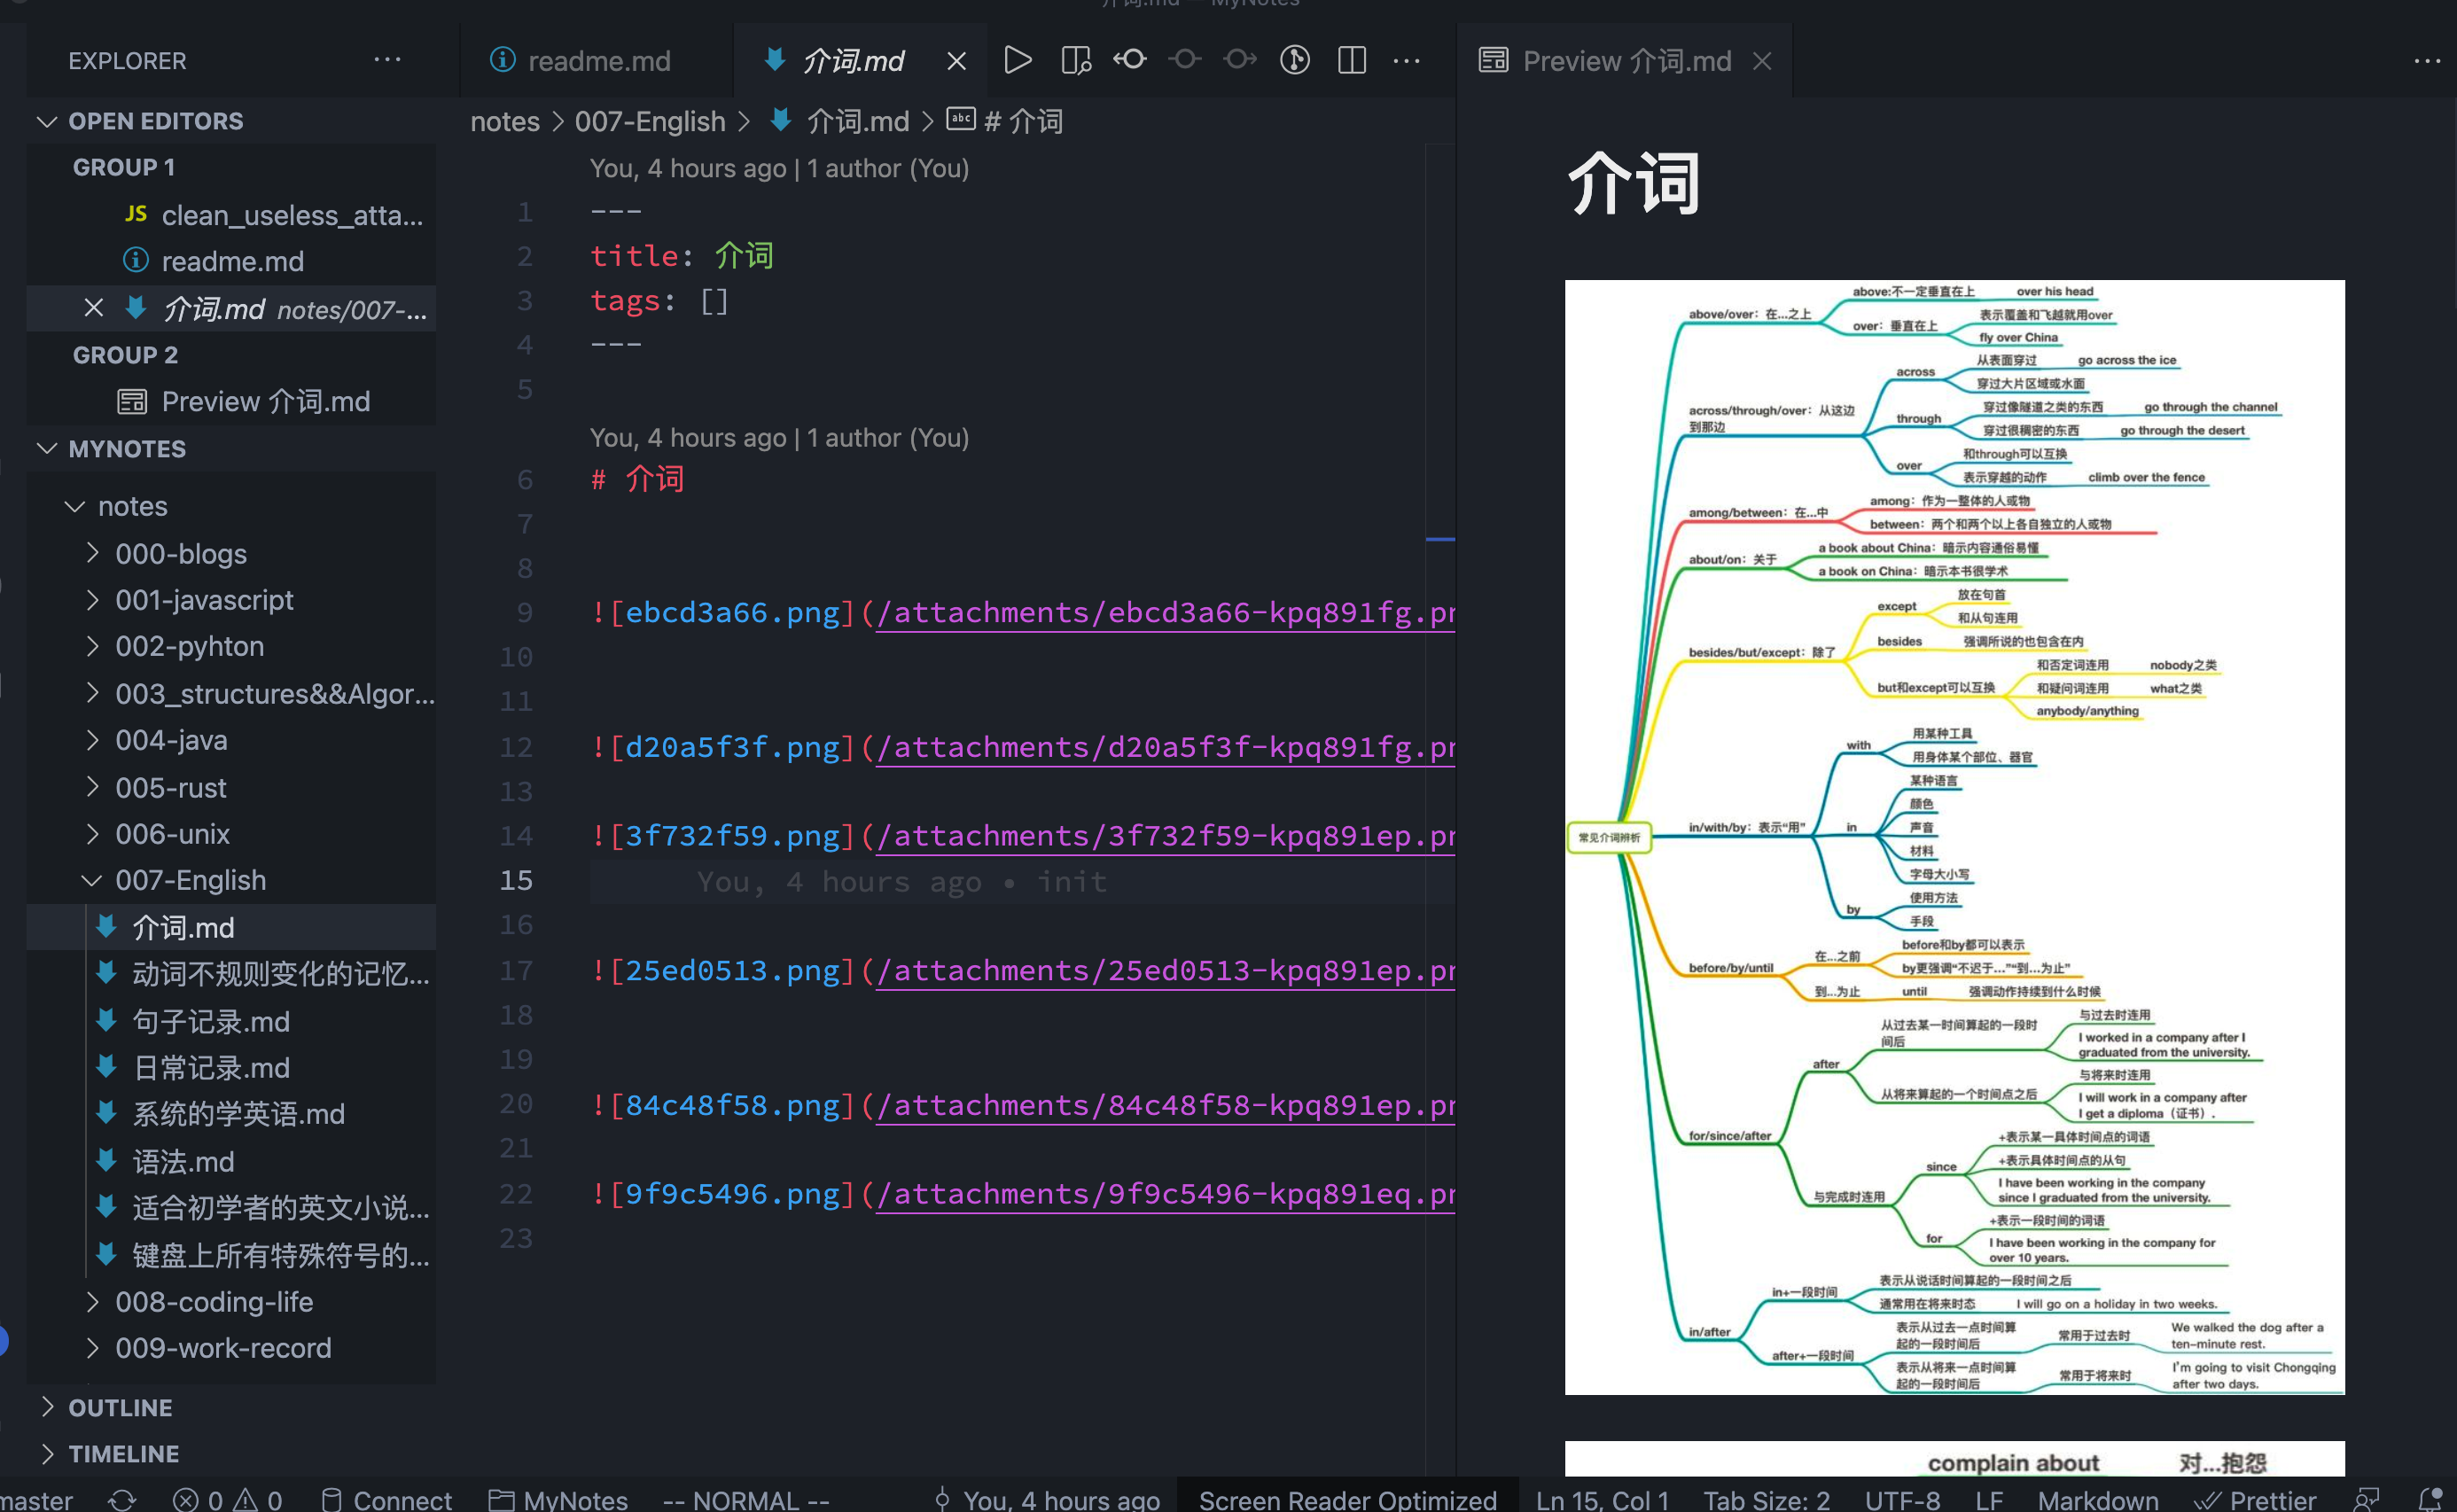 EXPLORER
OPEN EDITORS
GROUP 1
JS clean_useless_atta...
readme.md
介词.md notes/007-...
GROUP 2
Preview 介词.md
MYNOTES
notes
000-blogs
001-javascript
002-pyhton
003_structures&&Algor...
004-java
005-rust
006-unix
007-English
介词.md
动词不规则变化的记忆...
句子记录.md
日常记录.md
系统的学英语.md
语法.md
适合初学者的英文小说...
键盘上所有特殊符号的...
008-coding-life
009-work-record
OUTLINE
TIMELINE
readme.md
介词.md
notes > 007-English > 介词.md > # 介词
You, 4 hours ago | 1 author (You)
1 ---
2 title: 介词
3 tags: []
4 ---
5
You, 4 hours ago | 1 author (You)
6 # 介词
7
8
9 ![ebcd3a66.png](/attachments/ebcd3a66-kpq891fg.pr
10
11
12 ![d20a5f3f.png](/attachments/d20a5f3f-kpq891fg.pr
13
14 ![3f732f59.png](/attachments/3f732f59-kpq891ep.pr
15 You, 4 hours ago • init
16
17 ![25ed0513.png](/attachments/25ed0513-kpq891ep.pr
18
19
20 ![84c48f58.png](/attachments/84c48f58-kpq891ep.pr
21
22 ![9f9c5496.png](/attachments/9f9c5496-kpq891eq.pr
23
Preview 介词.md
介词
常见介词辨析
above/over：在...之上
above:不一定垂直在上
over his head
over：垂直在上
表示覆盖和飞越就用over
fly over China
across/through/over：从这边
到那边
across
从表面穿过
go across the ice
穿过大片区域或水面
through
穿过像隧道之类的东西
go through the channel
穿过很稠密的东西
go through the desert
over
和through可以互换
表示穿越的动作
climb over the fence
among/between：在...中
among：作为一整体的人或物
between：两个和两个以上各自独立的人或物
about/on：关于
a book about China：暗示内容通俗易懂
a book on China：暗示本书很学术
besides/but/except：除了
except
放在句首
和从句连用
besides
强调所说的也包含在内
but和except可以互换
和否定词连用
nobody之类
和疑问词连用
what之类
anybody/anything
in/with/by：表示“用”
with
用某种工具
用身体某个部位、器官
in
某种语言
颜色
声音
材料
字母大小写
by
使用方法
手段
before/by/until
在...之前
before和by都可以表示
by更强调“不迟于...”“到...为止”
到...为止
until
强调动作持续到什么时候
for/since/after
after
从过去某一时间算起的一段时
间后
与过去时连用
I worked in a company after I
graduated from the university.
从将来算起的一个时间点之后
与将来时连用
I will work in a company after
I get a diploma（证书）.
与完成时连用
since
+表示某一具体时间点的词语
+表示具体时间点的从句
I have been working in the company
since I graduated from the university.
for
+表示一段时间的词语
I have been working in the company for
over 10 years.
in/after
in+一段时间
表示从说话时间算起的一段时间之后
通常用在将来时态
I will go on a holiday in two weeks.
after+一段时间
表示从过去一点时间算
起的一段时间后
常用于过去时
We walked the dog after a
ten-minute rest.
表示从将来一点时间算
起的一段时间后
常用于将来时
I'm going to visit Chongqing
after two days.
complain about 对...抱怨
master 0 0 Connect MyNotes -- NORMAL -- You, 4 hours ago Screen Reader Optimized Ln 15, Col 1 Tab Size: 2 UTF-8 LF Markdown Prettier